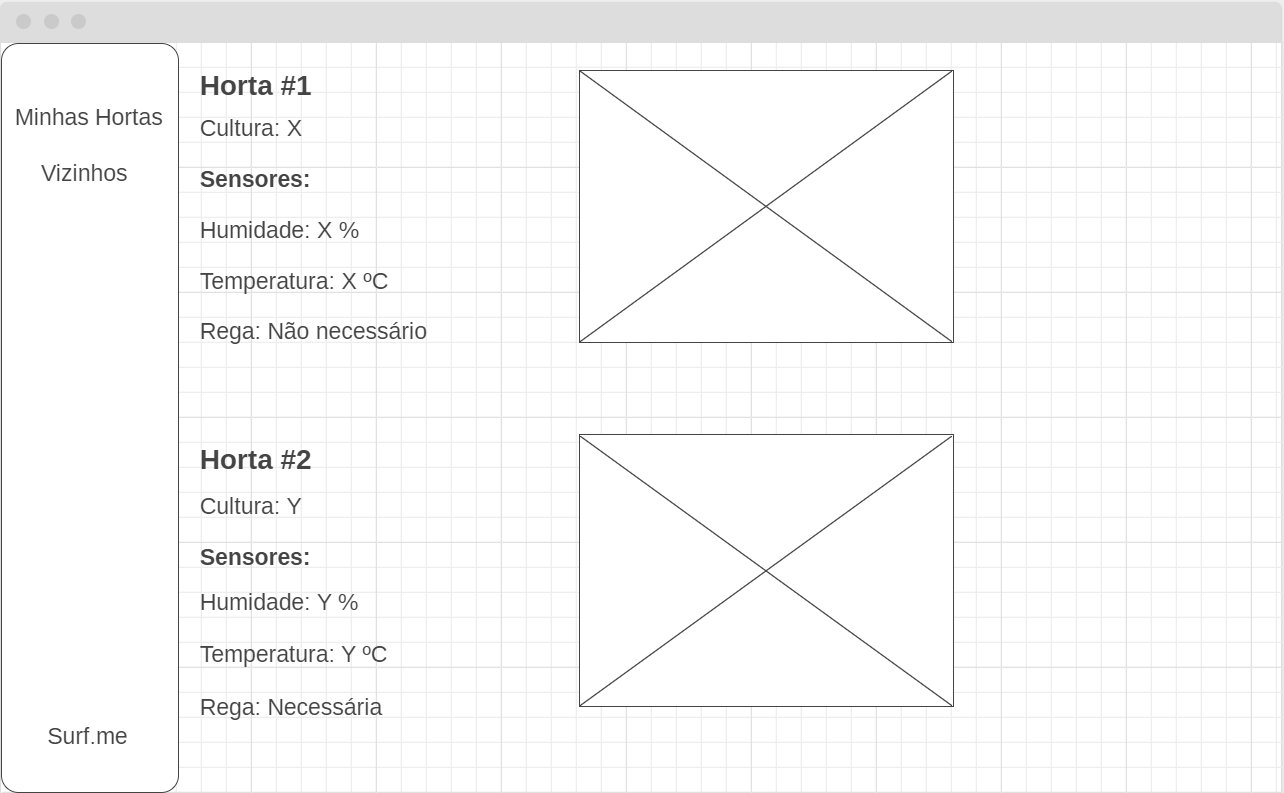 Minhas Hortas
Vizinhos
Surf.me
Horta #1
Cultura: X
Sensores:
Humidade: X %
Temperatura: X ºC
Rega: Não necessário
Horta #2
Cultura: Y
Sensores:
Humidade: Y %
Temperatura: Y ºC
Rega: Necessária